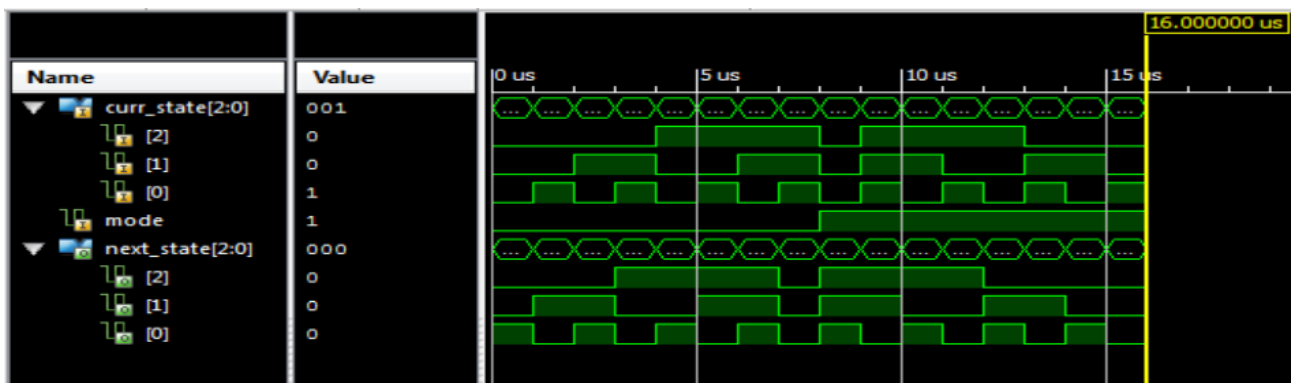 16.000000 us
Name Value |0 us |5 us |10 us |15 us
curr_state[2:0] 001 ... ... ... ... ... ... ... ... ... ... ... ... ... ... ... ...
[2] 0
[1] 0
[0] 1
mode 1
next_state[2:0] 000 ... ... ... ... ... ... ... ... ... ... ... ... ... ... ... ...
[2] 0
[1] 0
[0] 0